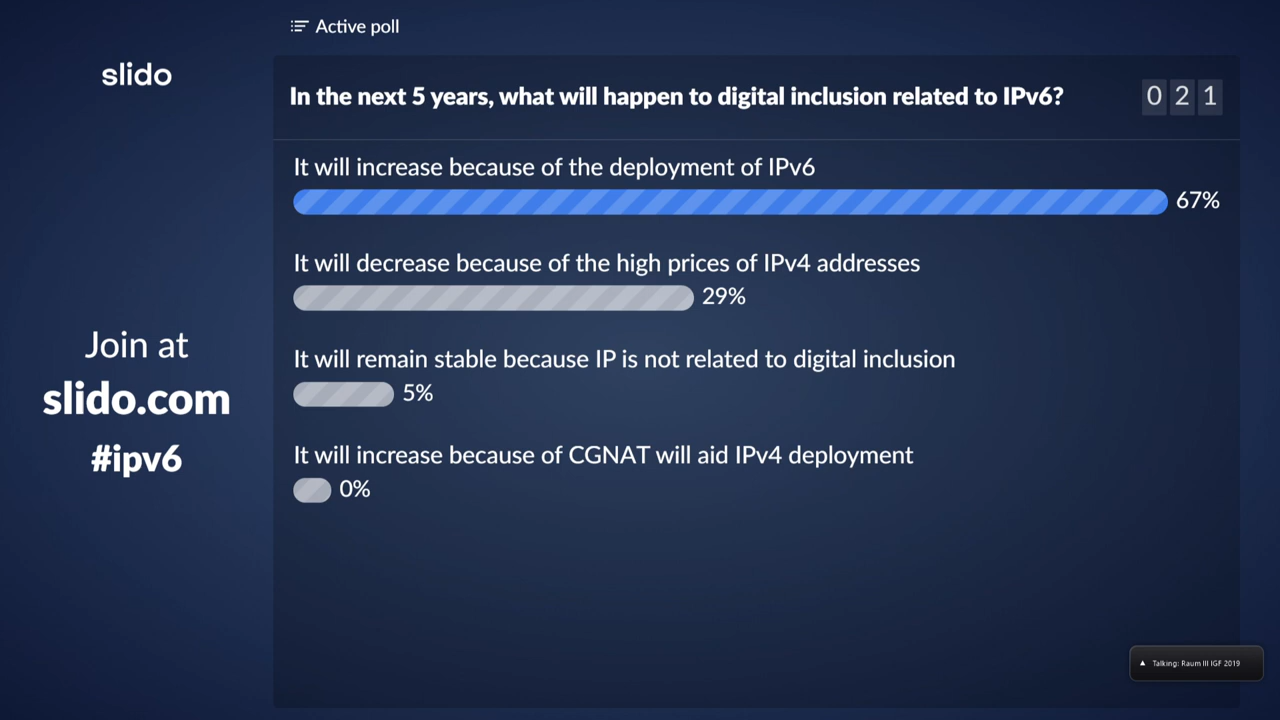 Active poll
slido
In the next 5 years, what will happen to digital inclusion related to IPv6?
021
It will increase because of the deployment of IPv6
67%
It will decrease because of the high prices of IPv4 addresses
29%
It will remain stable because IP is not related to digital inclusion
5%
It will increase because of CGNAT will aid IPv4 deployment
0%
Join at
slido.com
#ipv6
Talking: Raum III IGF 2019